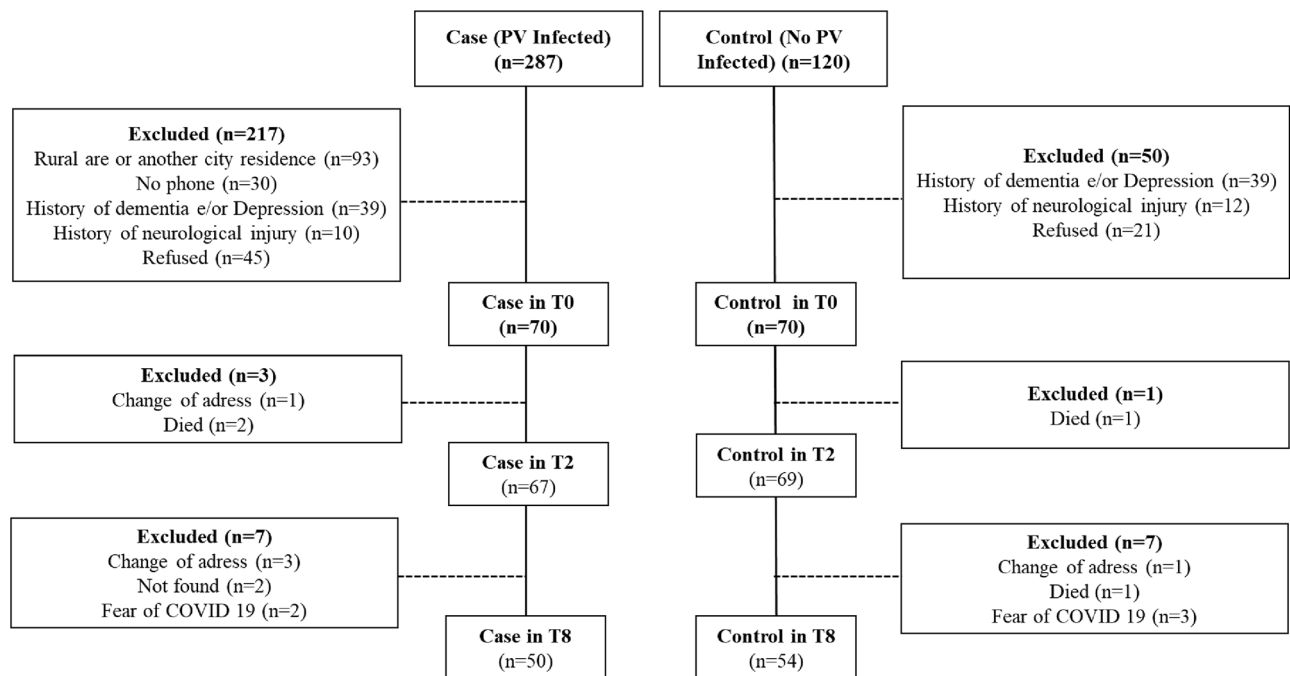 Case (PV Infected)
(n=287)
Control (No PV
Infected) (n=120)
Excluded (n=217)
Rural are or another city residence (n=93)
No phone (n=30)
History of dementia e/or Depression (n=39)
History of neurological injury (n=10)
Refused (n=45)
Excluded (n=50)
History of dementia e/or Depression (n=39)
History of neurological injury (n=12)
Refused (n=21)
Case in T0
(n=70)
Control in T0
(n=70)
Excluded (n=3)
Change of adress (n=1)
Died (n=2)
Excluded (n=1)
Died (n=1)
Case in T2
(n=67)
Control in T2
(n=69)
Excluded (n=7)
Change of adress (n=3)
Not found (n=2)
Fear of COVID 19 (n=2)
Excluded (n=7)
Change of adress (n=1)
Died (n=1)
Fear of COVID 19 (n=3)
Case in T8
(n=50)
Control in T8
(n=54)